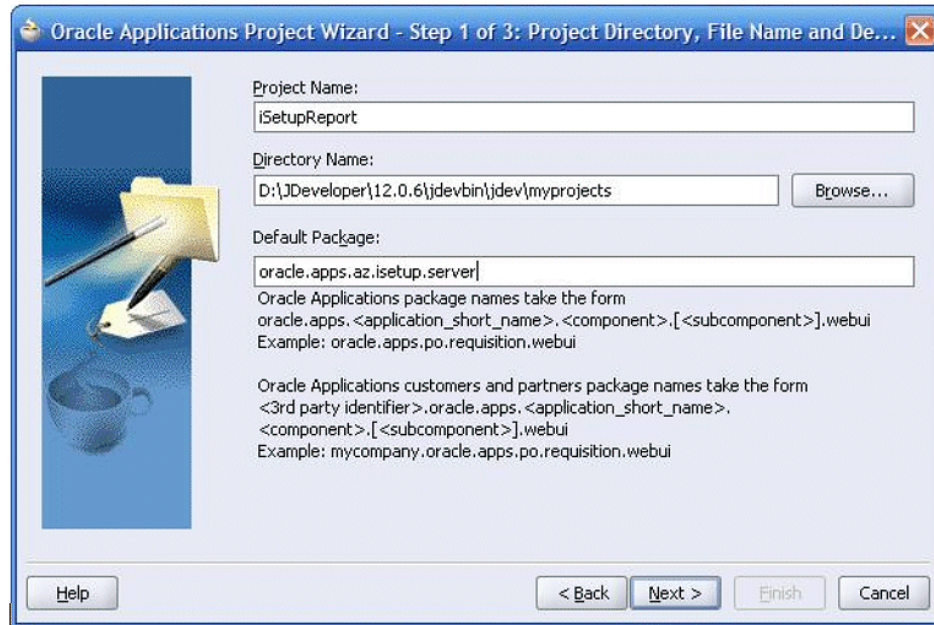 Oracle Applications Project Wizard - Step 1 of 3: Project Directory, File Name and De...
Project Name:
iSetupReport
Directory Name:
D:\JDeveloper\12.0.6\jdevbin\jdev\myprojects
Browse...
Default Package:
oracle.apps.az.isetup.server
Oracle Applications package names take the form
oracle.apps.<application_short_name>.<component>.[<subcomponent>].webui
Example: oracle.apps.po.requisition.webui
Oracle Applications customers and partners package names take the form
<3rd party identifier>.oracle.apps.<application_short_name>.
<component>.[<subcomponent>].webui
Example: mycompany.oracle.apps.po.requisition.webui
Help
< Back
Next >
Finish
Cancel